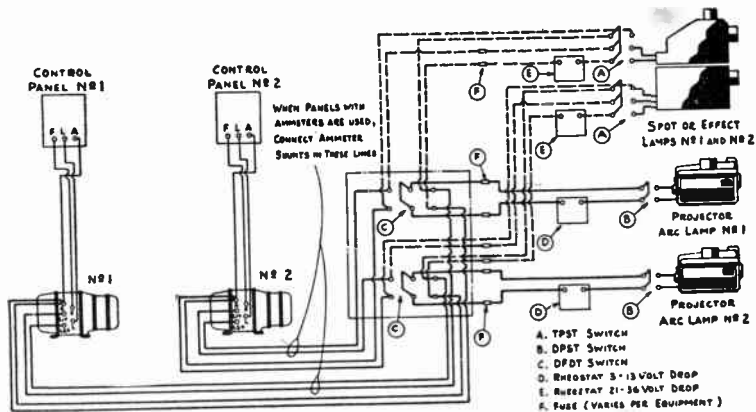 CONTROL
PANEL Nº1
F L A
CONTROL
PANEL Nº2
F L A
WHEN PANELS WITH
AMMETERS ARE USED,
CONNECT AMMETER
SHUNTS IN THESE LINES
Nº1
Nº 2
F
E
A
E
A
SPOT OR EFFECT
LAMPS Nº1 AND Nº2
F
C
D
B
PROJECTOR
ARC LAMP Nº1
C
F
D
B
PROJECTOR
ARC LAMP Nº2
A. TPST SWITCH
B. DPST SWITCH
C. DPDT SWITCH
D. RHEOSTAT 3-13 VOLT DROP
E. RHEOSTAT 21-36 VOLT DROP
F. FUSE (VARIES PER EQUIPMENT)